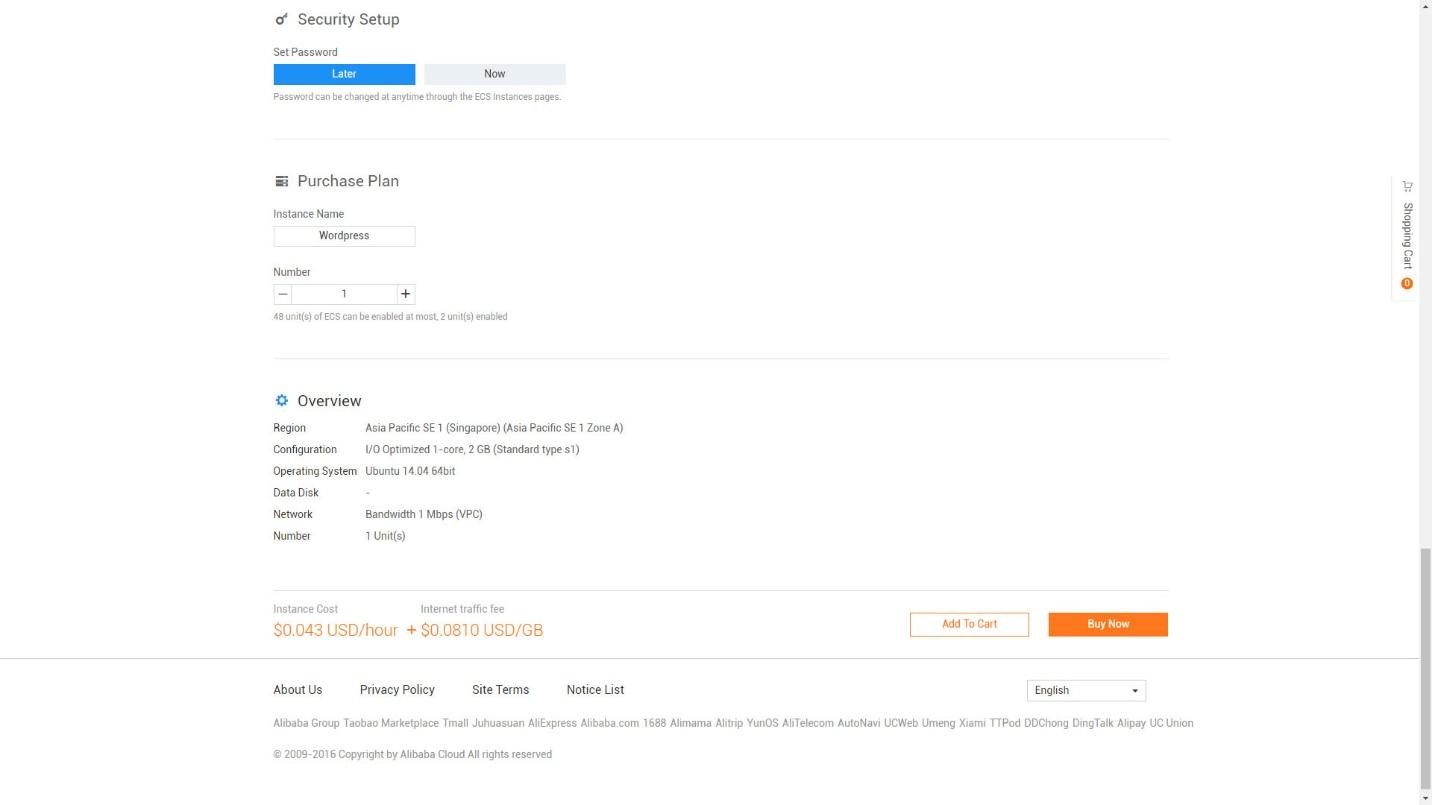 Security Setup
Set Password
Later Now
Password can be changed at anytime through the ECS Instances pages.
Purchase Plan
Instance Name
Wordpress
Number
− 1 +
48 unit(s) of ECS can be enabled at most, 2 unit(s) enabled
Shopping Cart
0
Overview
Region Asia Pacific SE 1 (Singapore) (Asia Pacific SE 1 Zone A)
Configuration I/O Optimized 1-core, 2 GB (Standard type s1)
Operating System Ubuntu 14.04 64bit
Data Disk -
Network Bandwidth 1 Mbps (VPC)
Number 1 Unit(s)
Instance Cost Internet traffic fee
$0.043 USD/hour + $0.0810 USD/GB
Add To Cart Buy Now
About Us Privacy Policy Site Terms Notice List English
Alibaba Group Taobao Marketplace Tmall Juhuasuan AliExpress Alibaba.com 1688 Alimama Alitrip YunOS AliTelecom AutoNavi UCWeb Umeng Xiami TTPod DDChong DingTalk Alipay UC Union
© 2009-2016 Copyright by Alibaba Cloud All rights reserved